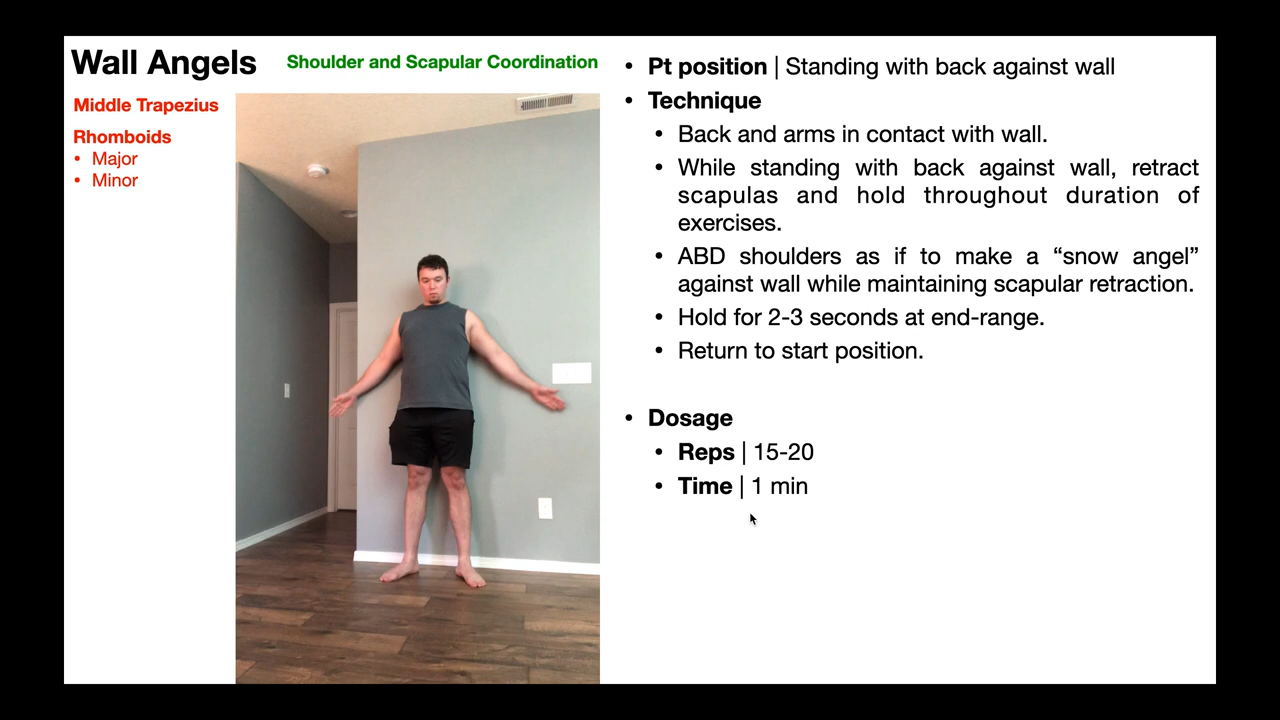 Wall Angels
Shoulder and Scapular Coordination
Middle Trapezius
Rhomboids
• Major
• Minor
• Pt position | Standing with back against wall
• Technique
• Back and arms in contact with wall.
• While standing with back against wall, retract
scapulas and hold throughout duration of
exercises.
• ABD shoulders as if to make a “snow angel”
against wall while maintaining scapular retraction.
• Hold for 2-3 seconds at end-range.
• Return to start position.
• Dosage
• Reps | 15-20
• Time | 1 min